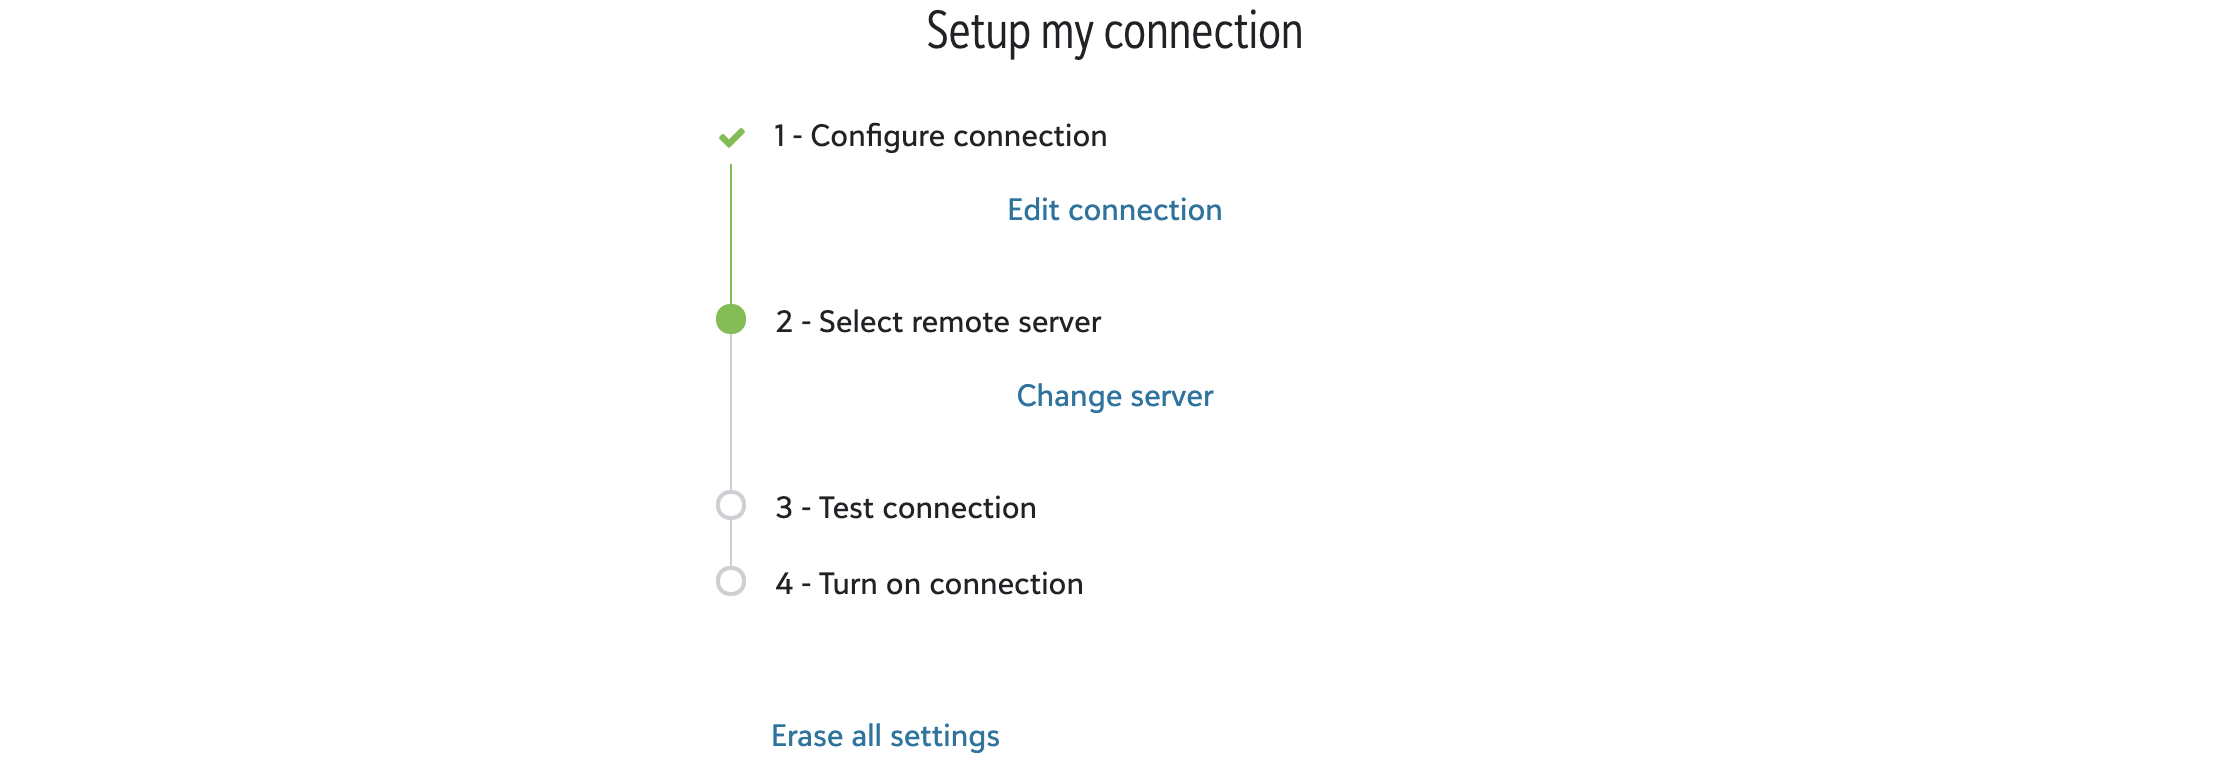 Setup my connection
1 - Configure connection
Edit connection
2 - Select remote server
Change server
3 - Test connection
4 - Turn on connection
Erase all settings